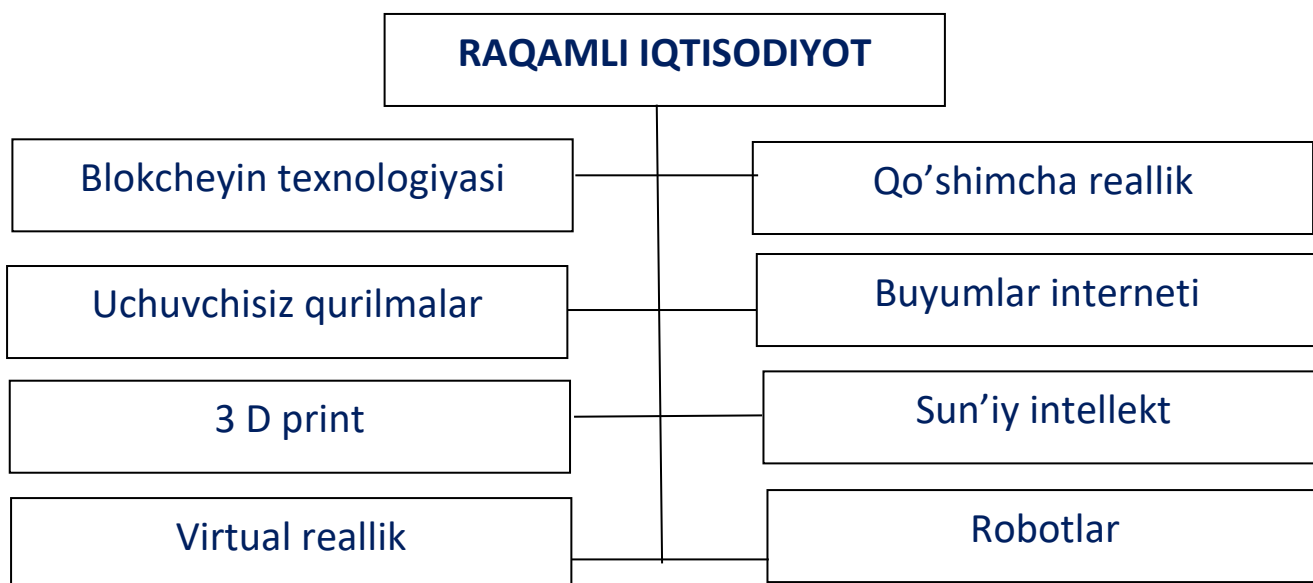 RAQAMLI IQTISODIYOT
Blokcheyin texnologiyasi
Qo’shimcha reallik
Uchuvchisiz qurilmalar
Buyumlar interneti
3 D print
Sun’iy intellekt
Virtual reallik
Robotlar